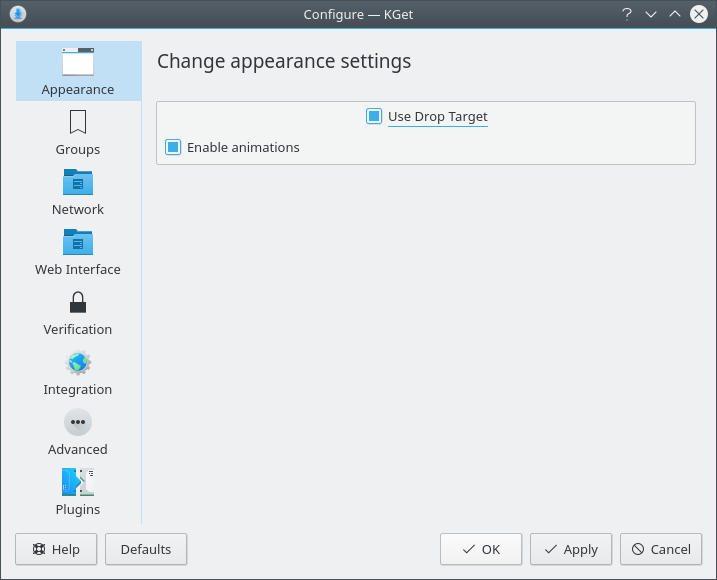 Configure — KGet
Appearance
Groups
Network
Web Interface
Verification
Integration
Advanced
Plugins
Change appearance settings
Use Drop Target
Enable animations
Help
Defaults
OK
Apply
Cancel